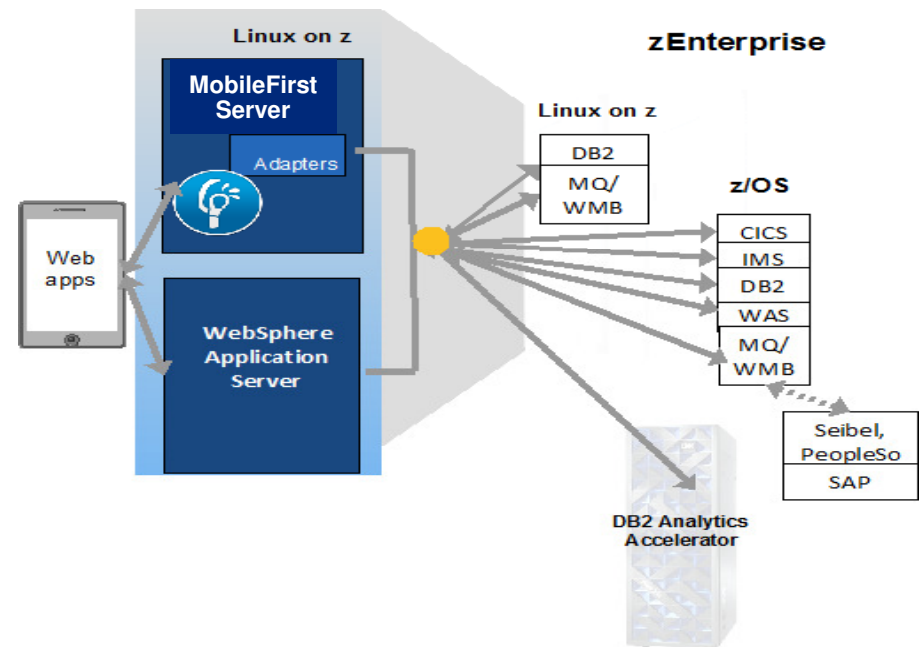 Linux on z
zEnterprise
MobileFirst
Server
Adapters
Web
apps
WebSphere
Application
Server
Linux on z
DB2
MQ/
WMB
z/OS
CICS
IMS
DB2
WAS
MQ/
WMB
Seibel,
PeopleSo
SAP
DB2 Analytics
Accelerator